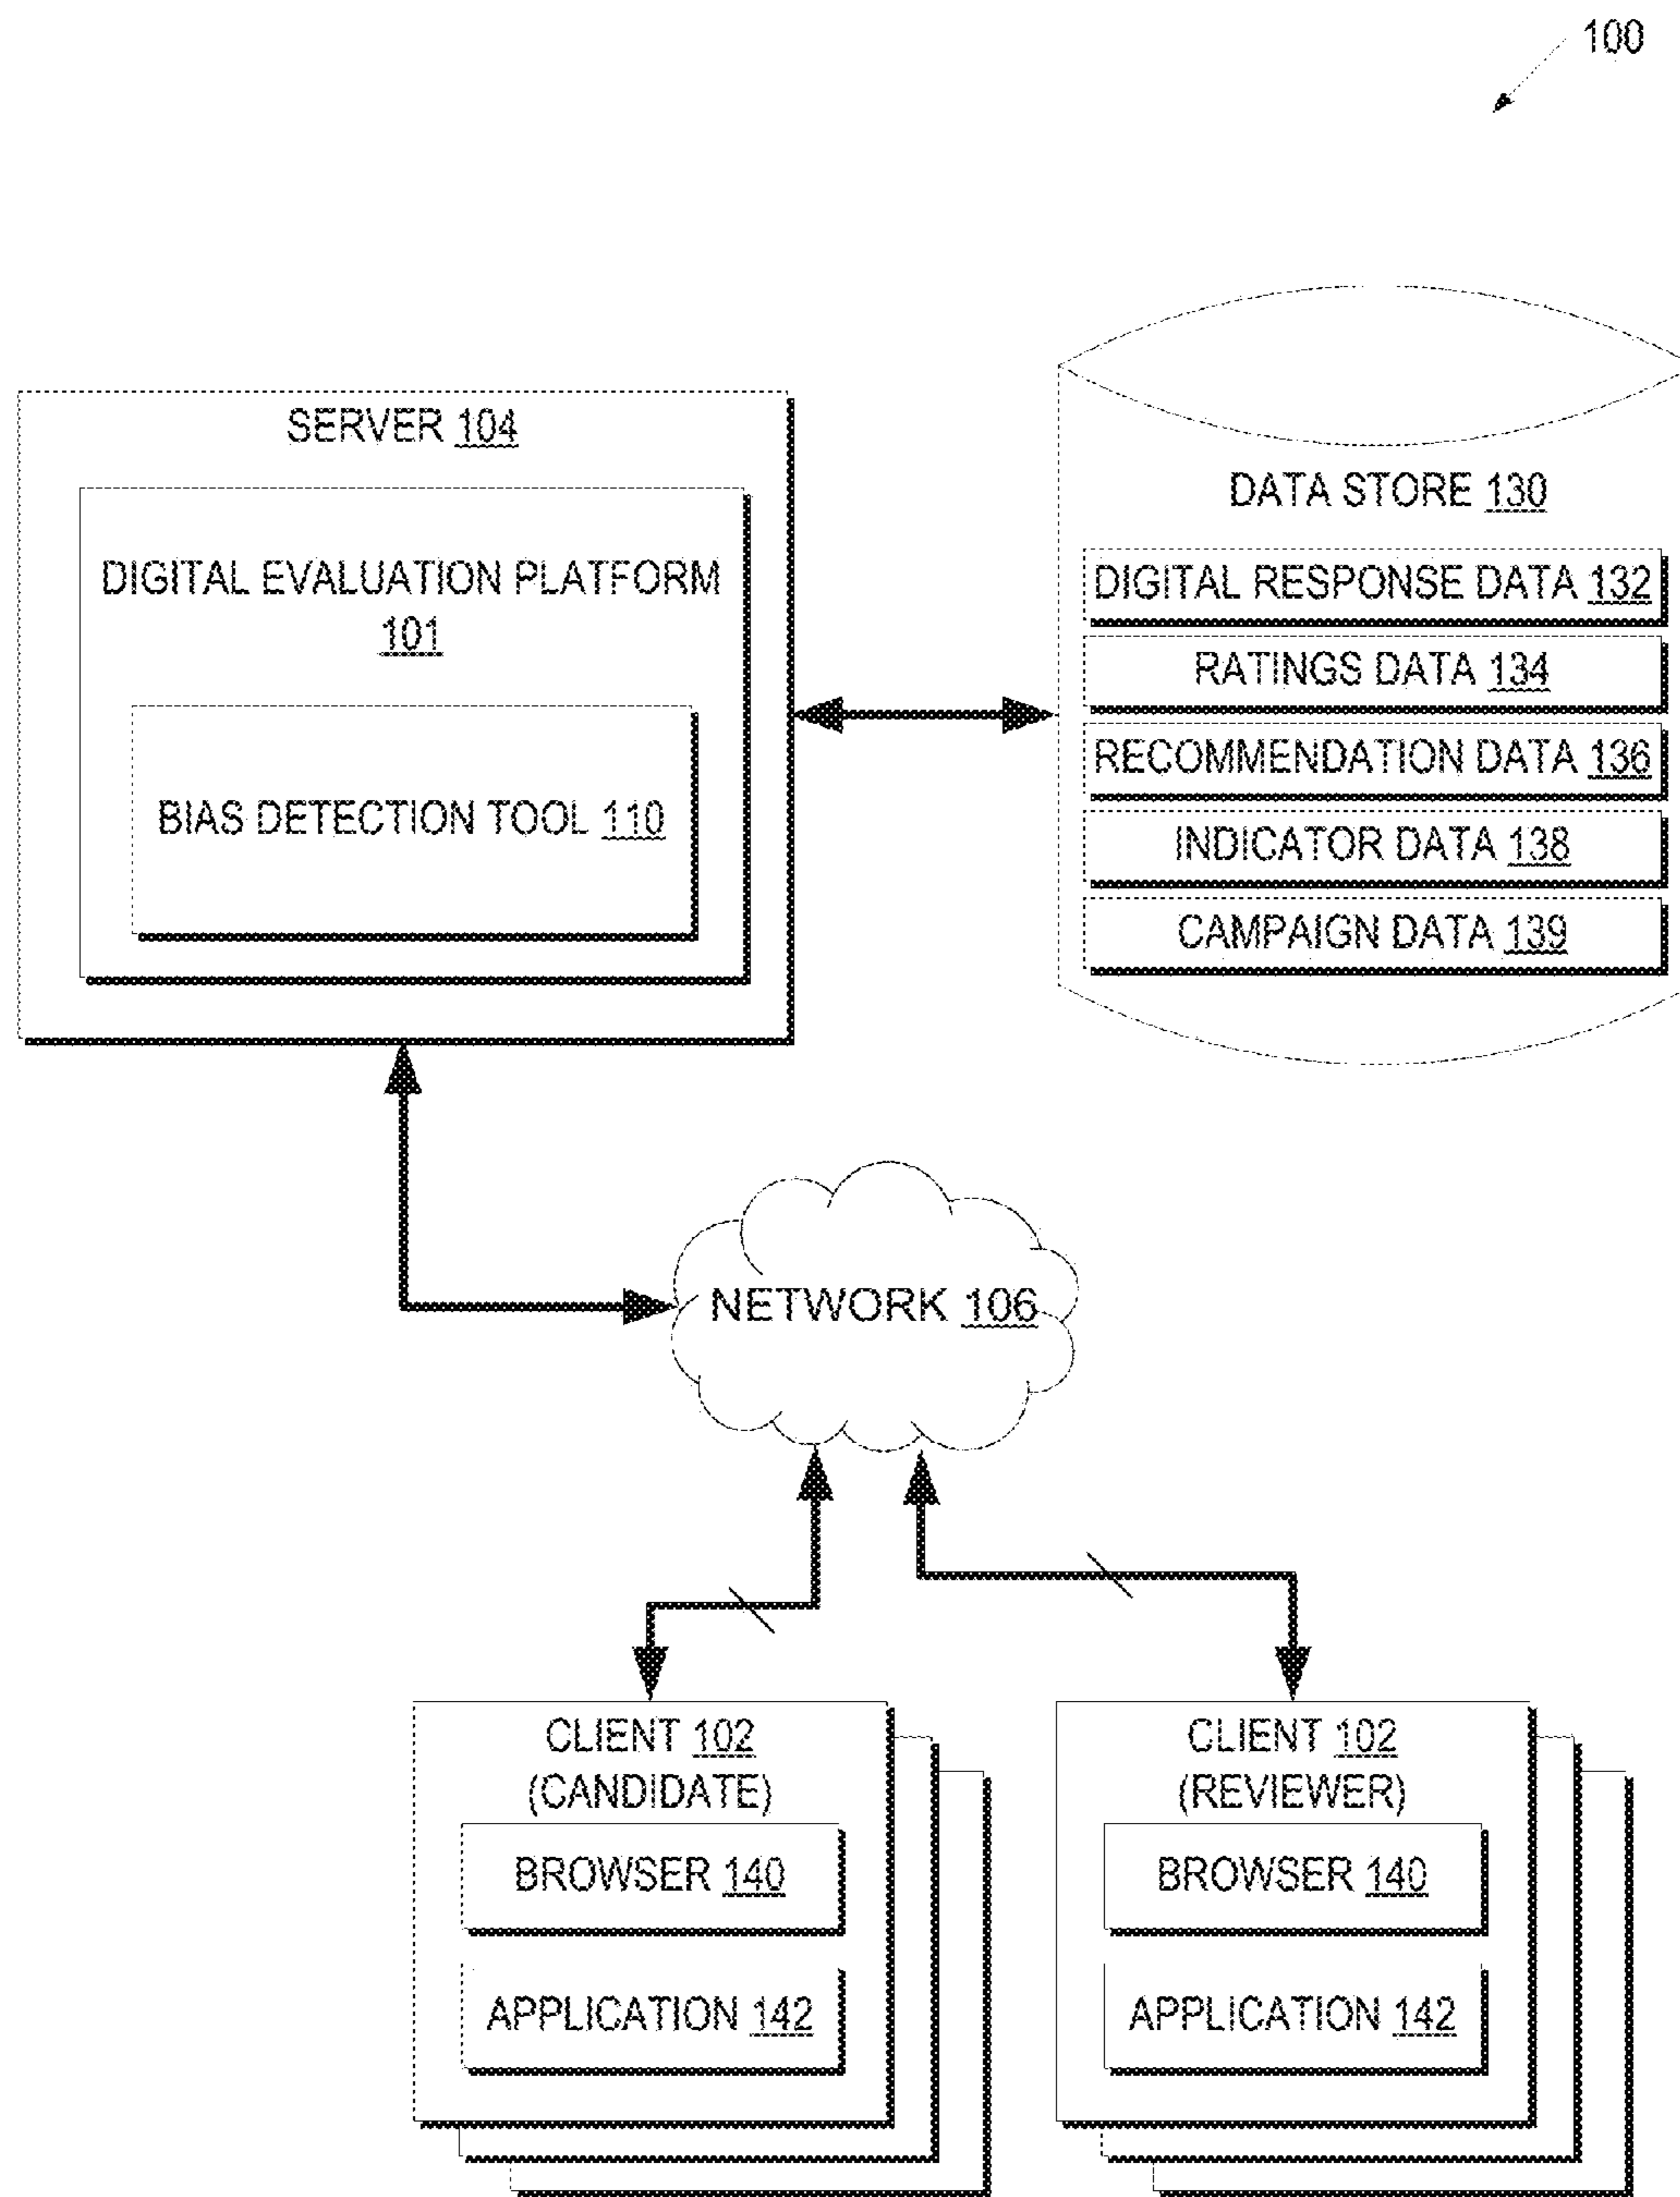 100
SERVER 104
DIGITAL EVALUATION PLATFORM
101
BIAS DETECTION TOOL 110
DATA STORE 130
DIGITAL RESPONSE DATA 132
RATINGS DATA 134
RECOMMENDATION DATA 136
INDICATOR DATA 138
CAMPAIGN DATA 139
NETWORK 106
CLIENT 102
(CANDIDATE)
BROWSER 140
APPLICATION 142
CLIENT 102
(REVIEWER)
BROWSER 140
APPLICATION 142